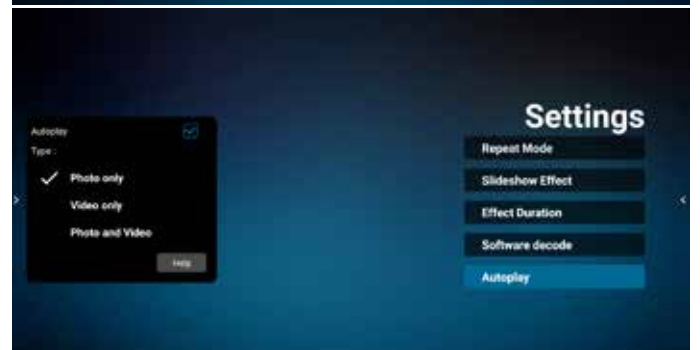 Settings
Autoplay
Type :
Photo only
Video only
Photo and Video
Help
Repeat Mode
Slideshow Effect
Effect Duration
Software decode
Autoplay